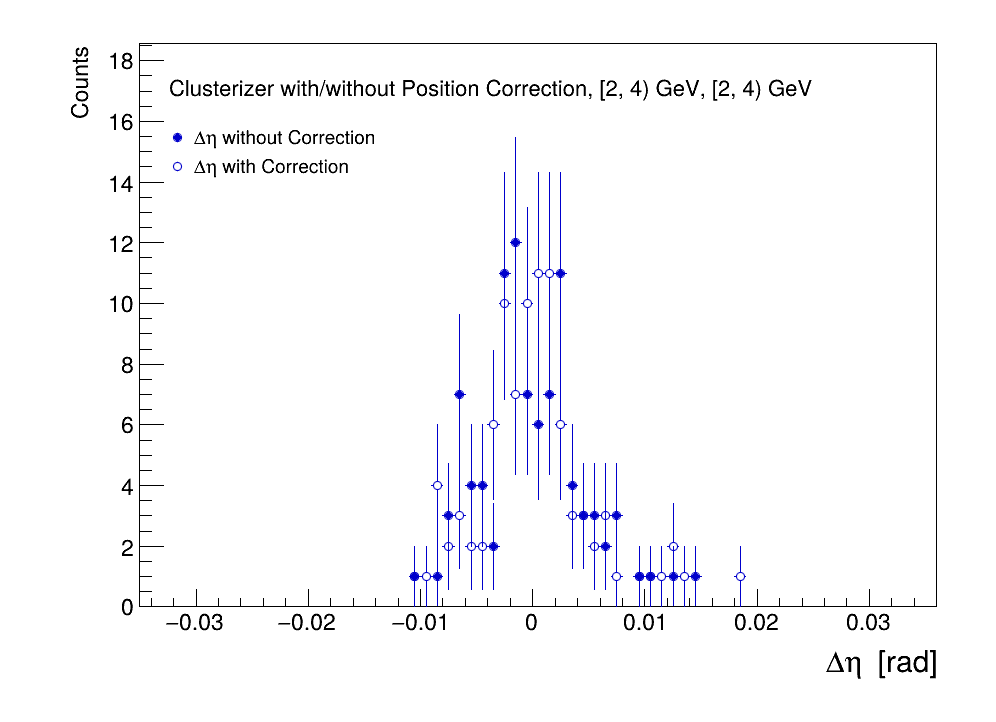 Counts
18
Clusterizer with/without Position Correction, [2, 4) GeV, [2, 4) GeV
16
Δη without Correction
Δη with Correction
14
12
10
8
6
4
2
0
−0.03 −0.02 −0.01 0 0.01 0.02 0.03
Δη [rad]